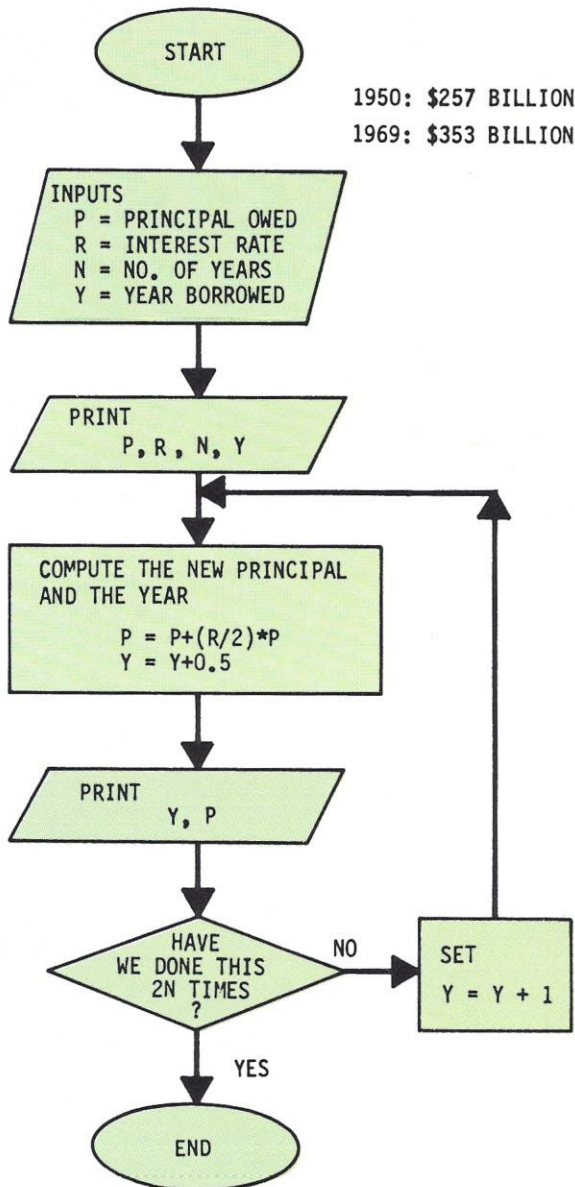 START
1950: $257 BILLION
1969: $353 BILLION
INPUTS
P = PRINCIPAL OWED
R = INTEREST RATE
N = NO. OF YEARS
Y = YEAR BORROWED
PRINT
P, R, N, Y
COMPUTE THE NEW PRINCIPAL
AND THE YEAR
P = P+(R/2)*P
Y = Y+0.5
PRINT
Y, P
HAVE
WE DONE THIS
2N TIMES
?
NO
SET
Y = Y + 1
YES
END